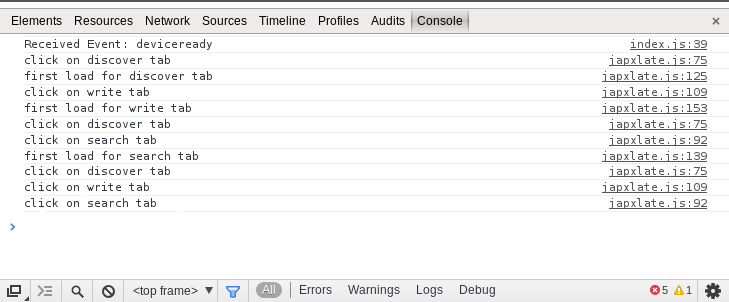 Elements Resources Network Sources Timeline Profiles Audits Console ×
Received Event: deviceready index.js:39
click on discover tab japxlate.js:75
first load for discover tab japxlate.js:125
click on write tab japxlate.js:109
first load for write tab japxlate.js:153
click on discover tab japxlate.js:75
click on search tab japxlate.js:92
first load for search tab japxlate.js:139
click on discover tab japxlate.js:75
click on write tab japxlate.js:109
click on search tab japxlate.js:92
<top frame> All Errors Warnings Logs Debug 5 1